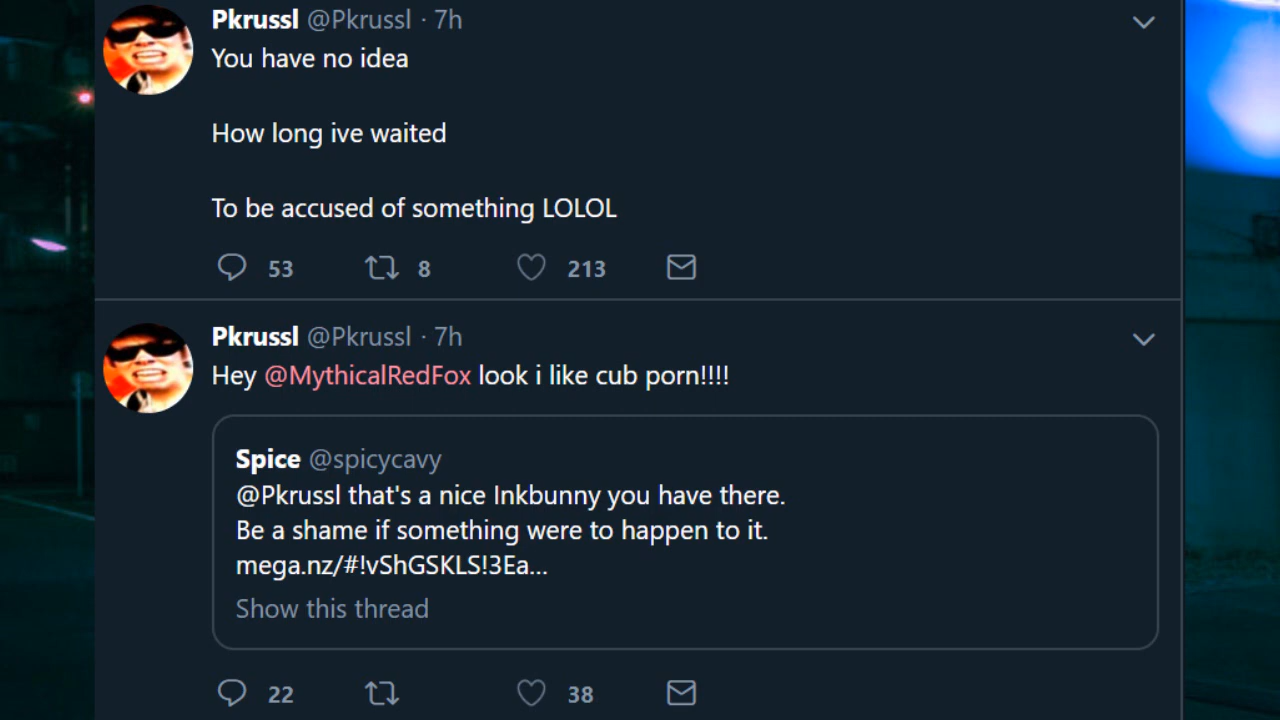 Pkrussl @Pkrussl · 7h
You have no idea
How long ive waited
To be accused of something LOLOL
53 8 213
Pkrussl @Pkrussl · 7h
Hey @MythicalRedFox look i like cub porn!!!!
Spice @spicycavy
@Pkrussl that's a nice Inkbunny you have there.
Be a shame if something were to happen to it.
mega.nz/#!vShGSKLS!3Ea...
Show this thread
22 38